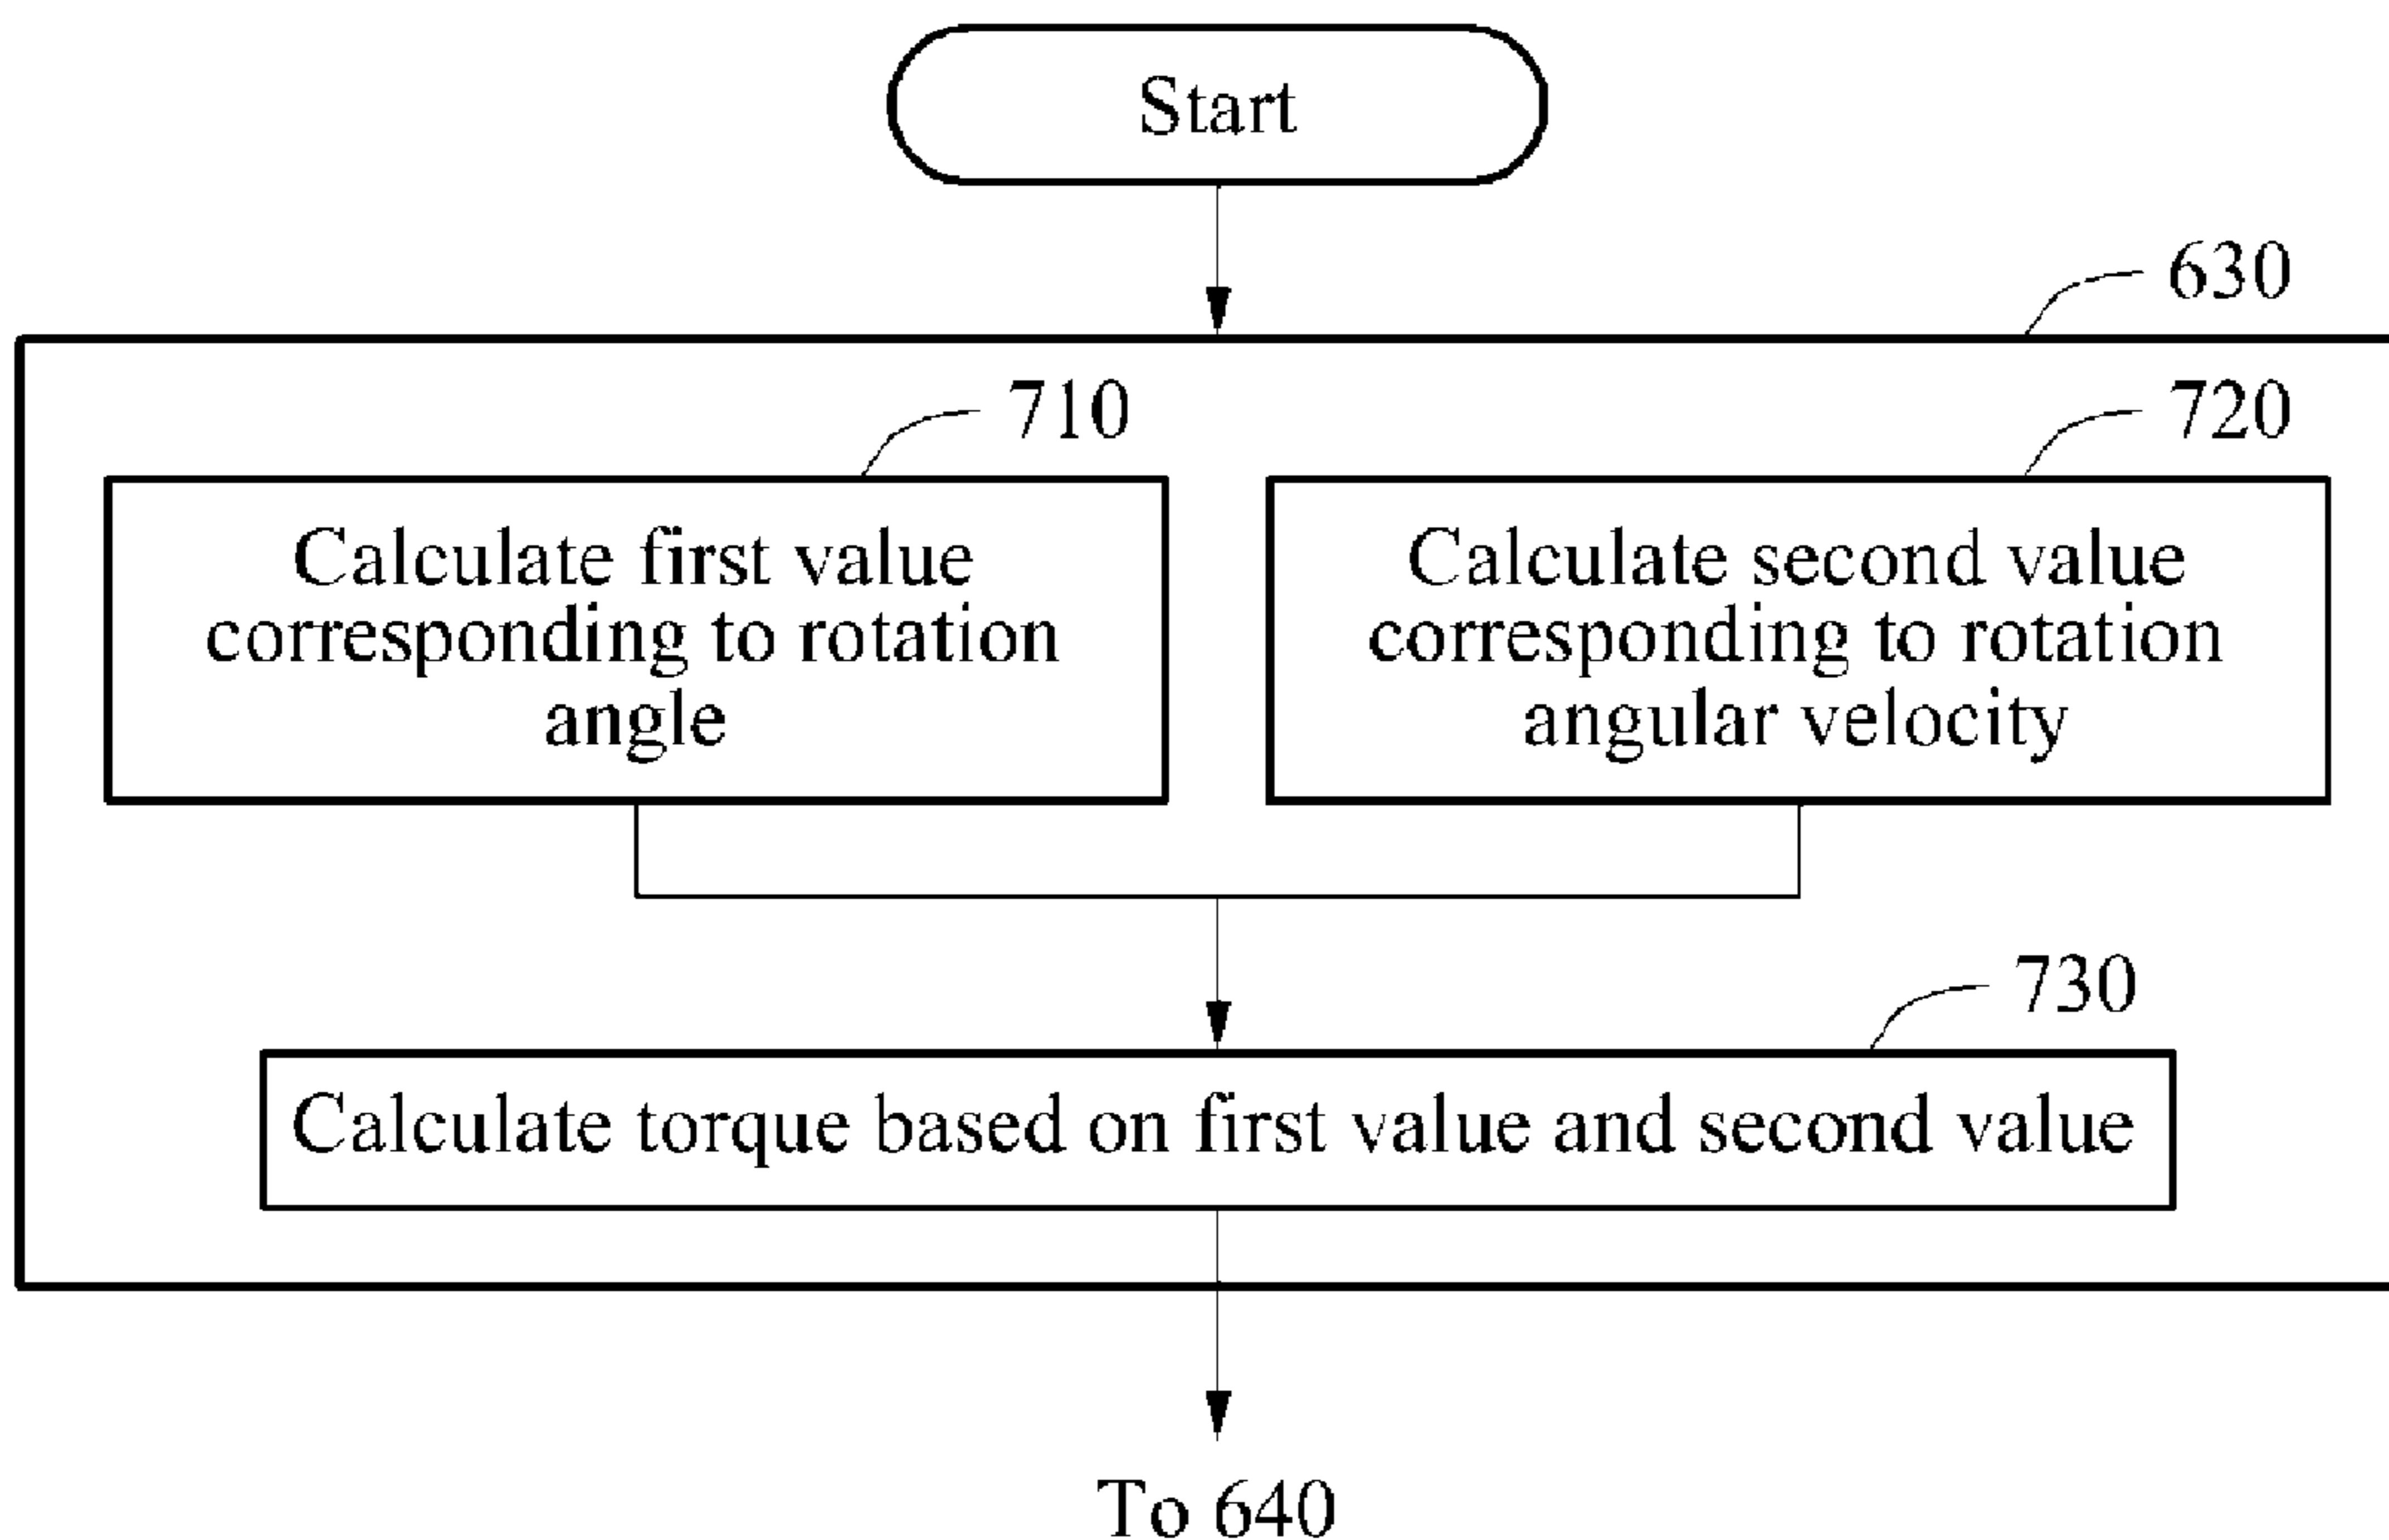 Start
630
710
720
Calculate first value
corresponding to rotation
angle
Calculate second value
corresponding to rotation
angular velocity
730
Calculate torque based on first value and second value
To 640